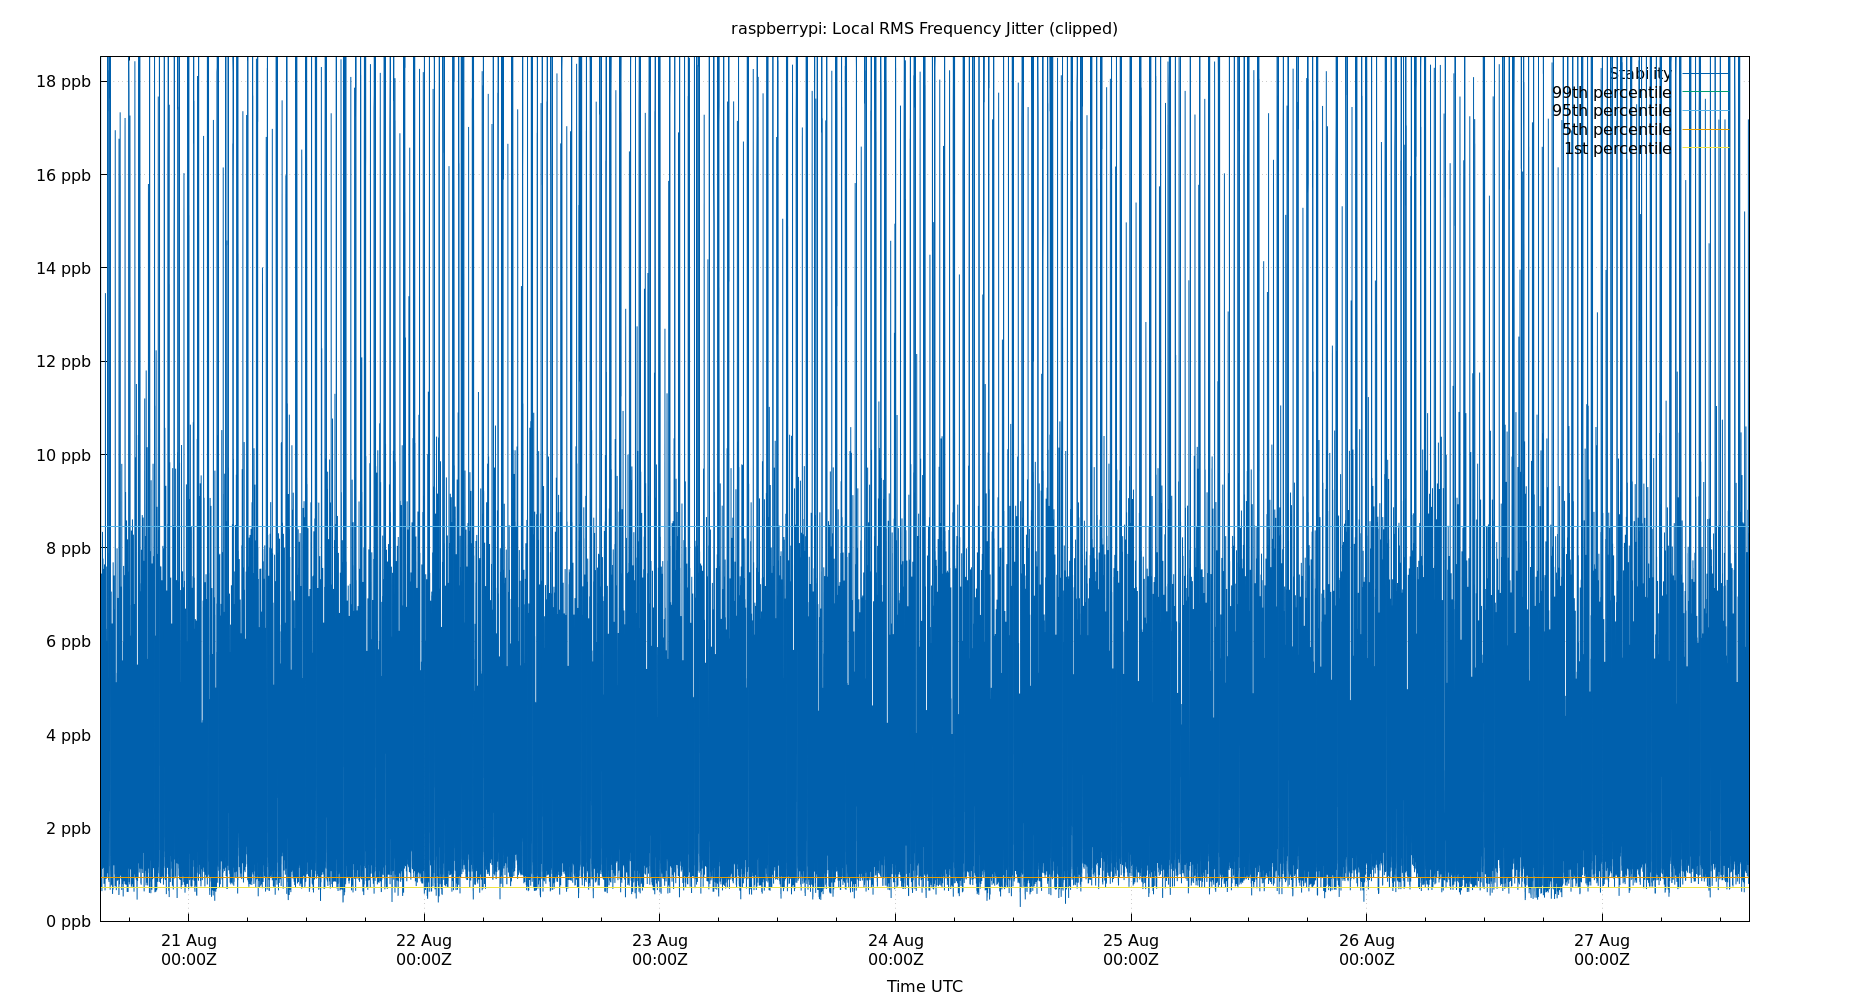 raspberrypi: Local RMS Frequency Jitter (clipped)
18 ppb
16 ppb
14 ppb
12 ppb
10 ppb
8 ppb
6 ppb
4 ppb
2 ppb
0 ppb
Stability
99th percentile
95th percentile
5th percentile
1st percentile
21 Aug 22 Aug 23 Aug 24 Aug 25 Aug 26 Aug 27 Aug
00:00Z 00:00Z 00:00Z 00:00Z 00:00Z 00:00Z 00:00Z
Time UTC